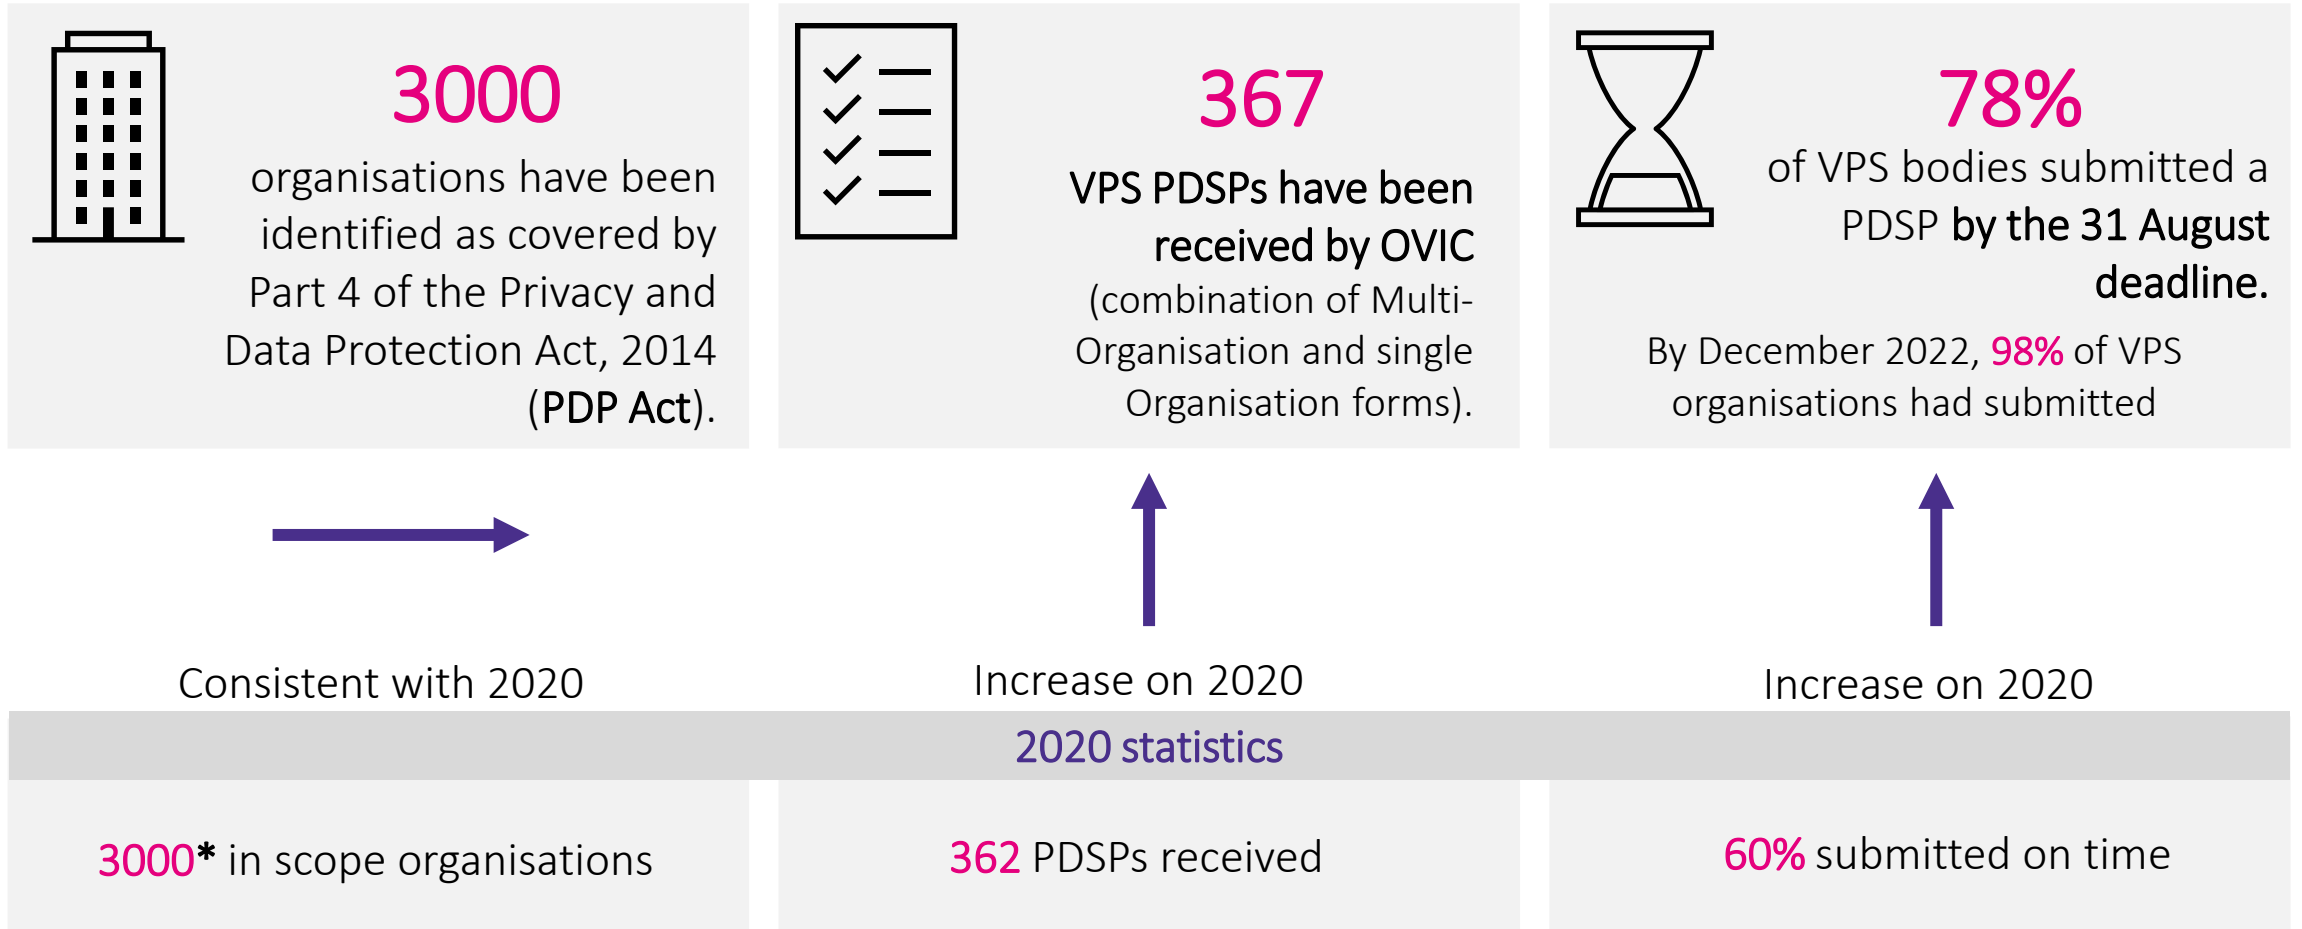 3000
organisations have been
identified as covered by
Part 4 of the Privacy and
Data Protection Act, 2014
(PDP Act).
367
VPS PDSPs have been
received by OVIC
(combination of Multi-
Organisation and single
Organisation forms).
78%
of VPS bodies submitted a
PDSP by the 31 August
deadline.
By December 2022, 98% of VPS
organisations had submitted
Consistent with 2020
Increase on 2020
Increase on 2020
2020 statistics
3000* in scope organisations
362 PDSPs received
60% submitted on time